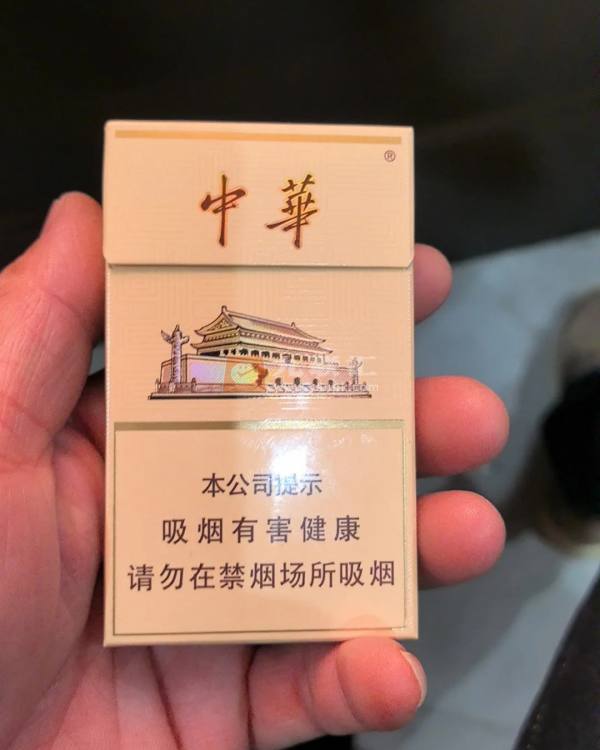 中華
®
本公司提示
吸烟有害健康
请勿在禁烟场所吸烟